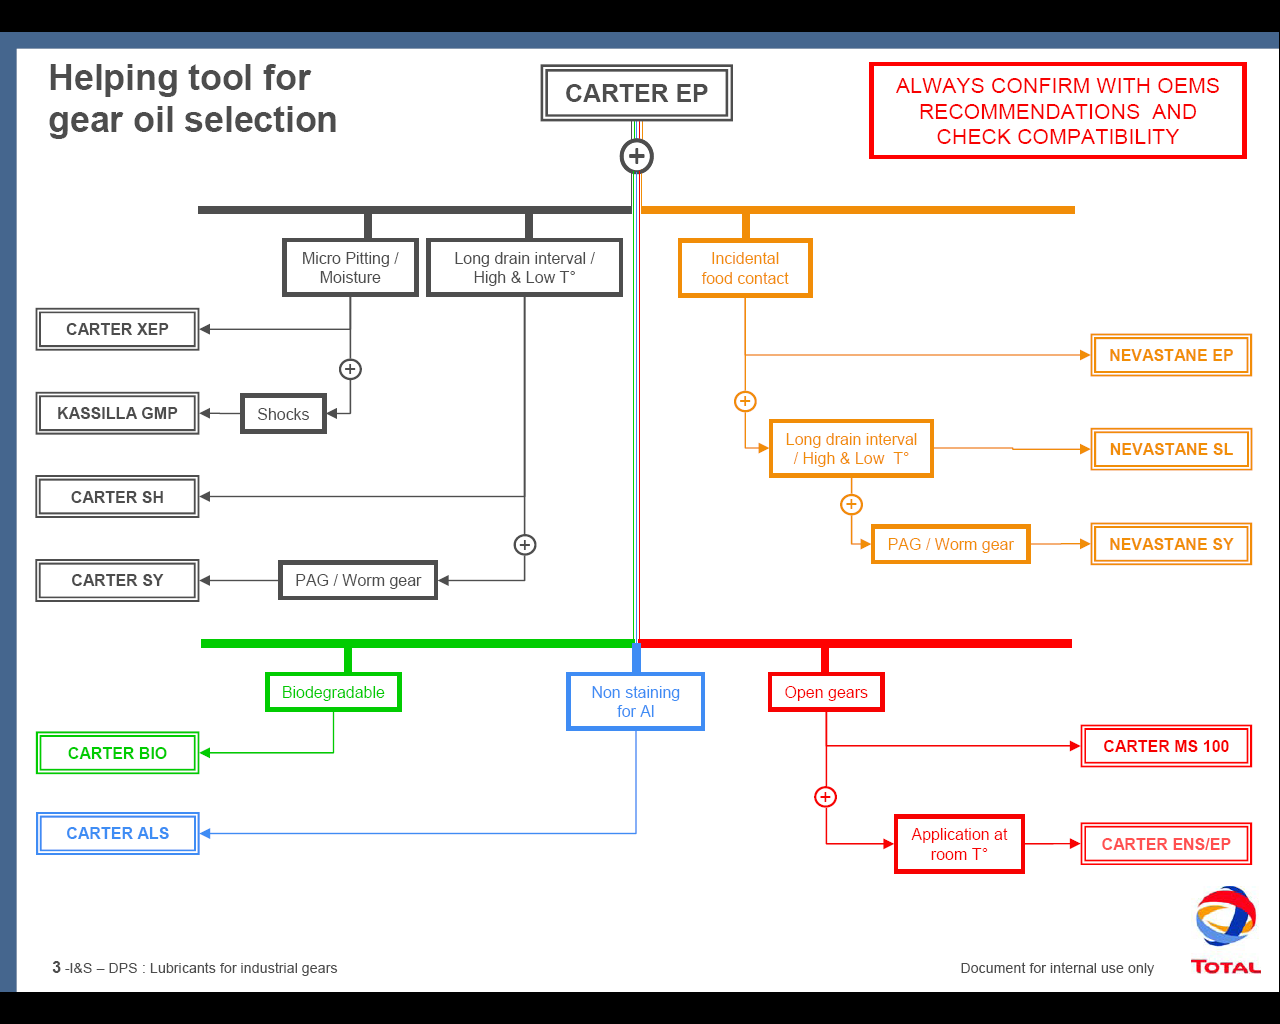 Helping tool for
gear oil selection
CARTER EP
ALWAYS CONFIRM WITH OEMS
RECOMMENDATIONS AND
CHECK COMPATIBILITY
+
Micro Pitting /
Moisture
Long drain interval /
High & Low T°
Incidental
food contact
CARTER XEP
NEVASTANE EP
+
+
KASSILLA GMP
Shocks
Long drain interval
/ High & Low T°
NEVASTANE SL
CARTER SH
+
+
PAG / Worm gear
NEVASTANE SY
CARTER SY
PAG / Worm gear
Biodegradable
Non staining
for Al
Open gears
CARTER BIO
CARTER MS 100
+
CARTER ALS
Application at
room T°
CARTER ENS/EP
3 -I&S – DPS : Lubricants for industrial gears
Document for internal use only
TOTAL